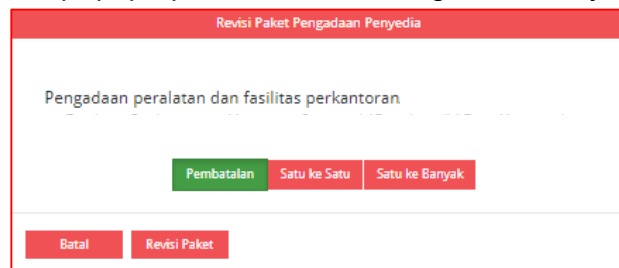 Revisi Paket Pengadaan Penyedia
Pengadaan peralatan dan fasilitas perkantoran
Pembatalan Satu ke Satu Satu ke Banyak
Batal Revisi Paket